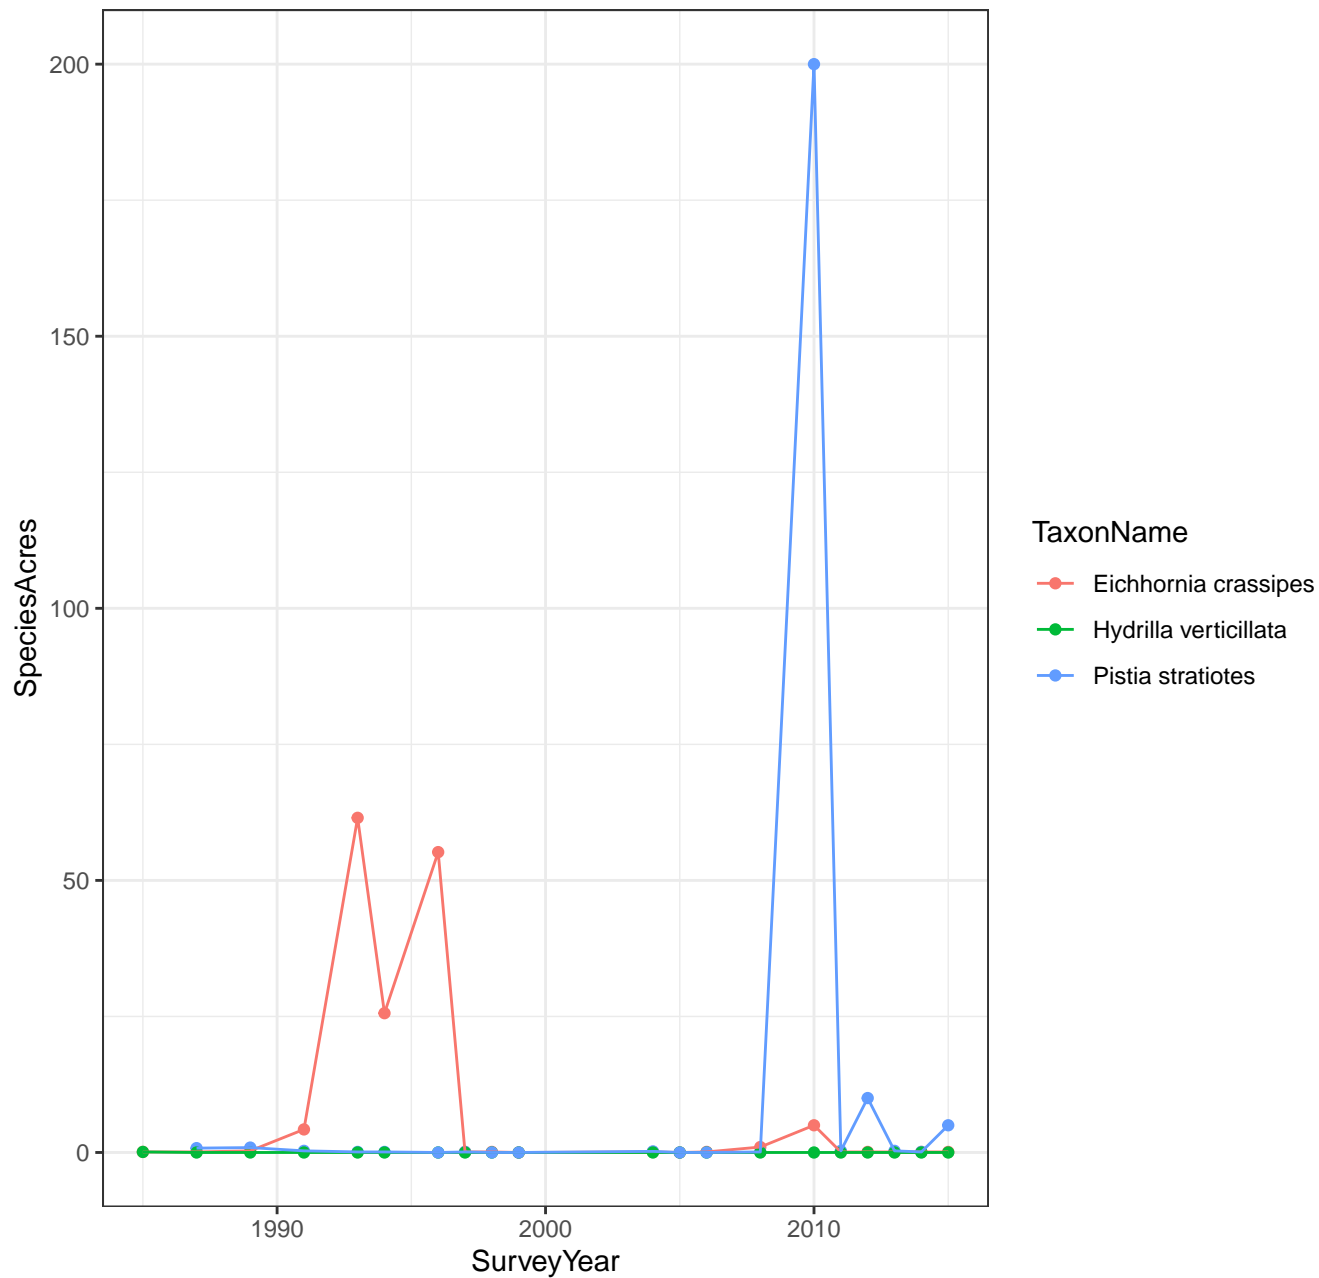 200
150
100
50
0
SpeciesAcres
1990 2000 2010
SurveyYear
TaxonName
Eichhornia crassipes
Hydrilla verticillata
Pistia stratiotes